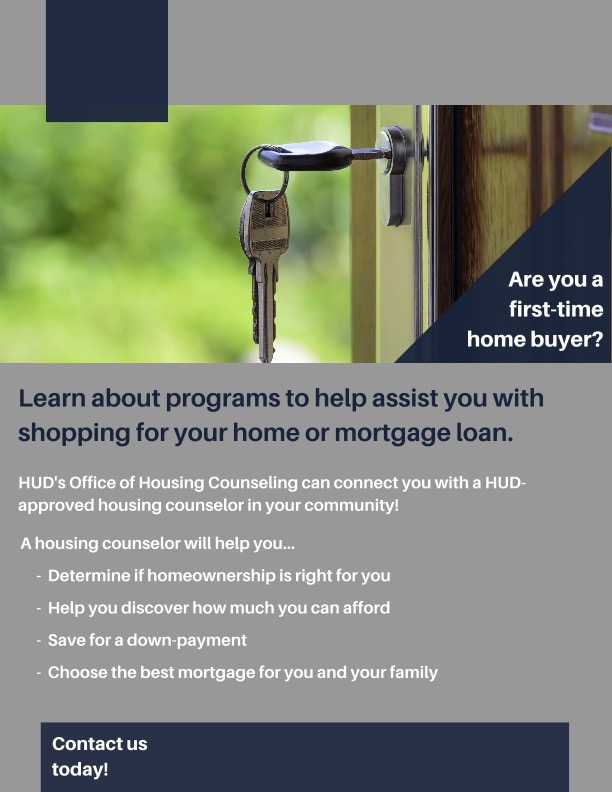 Are you a
first-time
home buyer?
Learn about programs to help assist you with
shopping for your home or mortgage loan.
HUD's Office of Housing Counseling can connect you with a HUD-
approved housing counselor in your community!
A housing counselor will help you...
- Determine if homeownership is right for you
- Help you discover how much you can afford
- Save for a down-payment
- Choose the best mortgage for you and your family
Contact us
today!